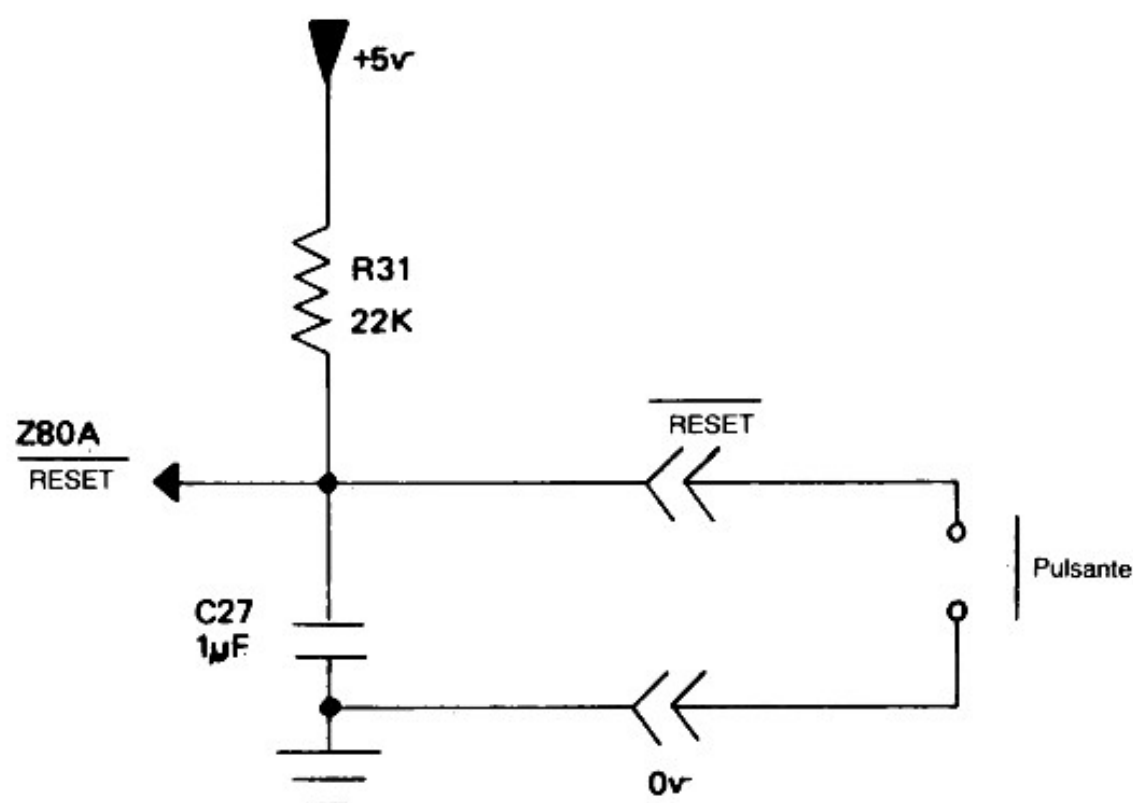 +5v
R31
22K
Z80A
RESET
RESET
Pulsante
C27
1µF
0v